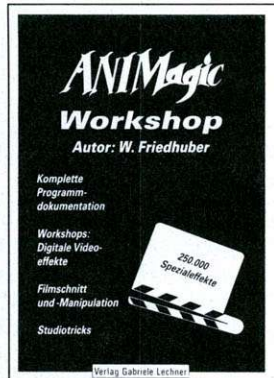 ANIMagic
Workshop
Autor: W. Friedhuber
Komplette
Programm-
dokumentation
Workshops:
Digitale Video-
effekte
Filmschnitt
und -Manipulation
Studiotricks
250.000
Spezialeffekte
Verlag Gabriele Lechner